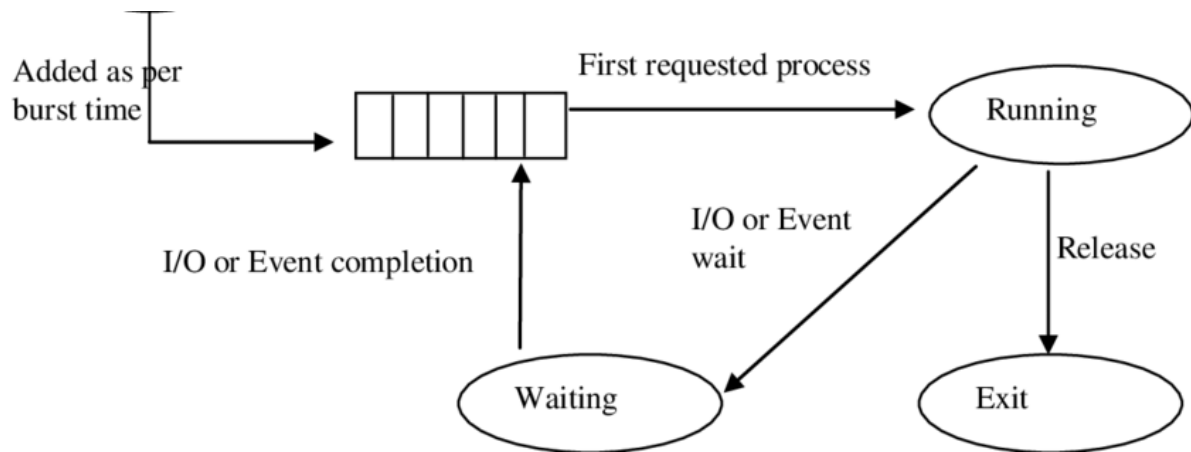 Added as per
burst time
First requested process
Running
I/O or Event completion
I/O or Event
wait
Release
Waiting
Exit